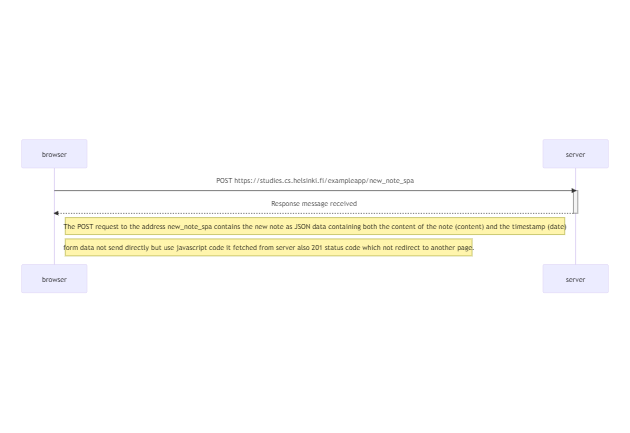 browser
server
POST https://studies.cs.helsinki.fi/exampleapp/new_note_spa
Response message received
The POST request to the address new_note_spa contains the new note as JSON data containing both the content of the note (content) and the timestamp (date)
form data not send directly but use javascript code it fetched from server also 201 status code which not redirect to another page.
browser
server